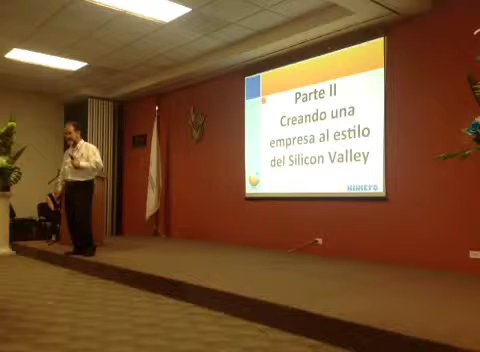 Parte II
Creando una
empresa al estilo
del Silicon Valley